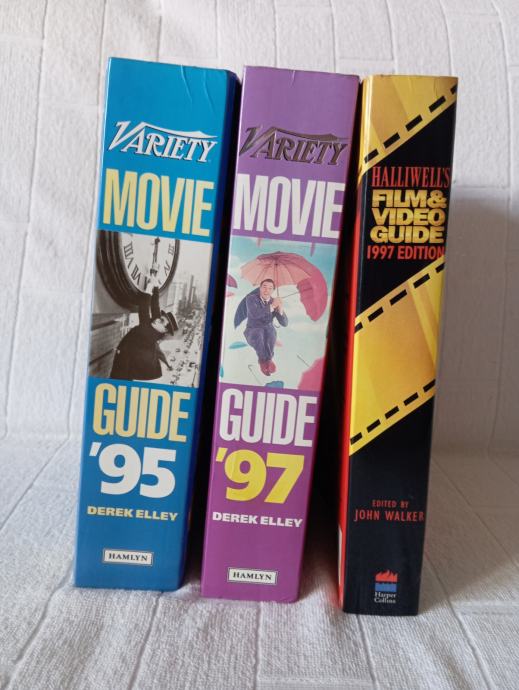 VARIETY
MOVIE
GUIDE
'95
DEREK ELLEY
HAMLYN
VARIETY
MOVIE
GUIDE
'97
DEREK ELLEY
HAMLYN
HALLIWELL'S
FILM&
VIDEO
GUIDE
1997 EDITION
EDITED BY
JOHN WALKER
Harper
Collins